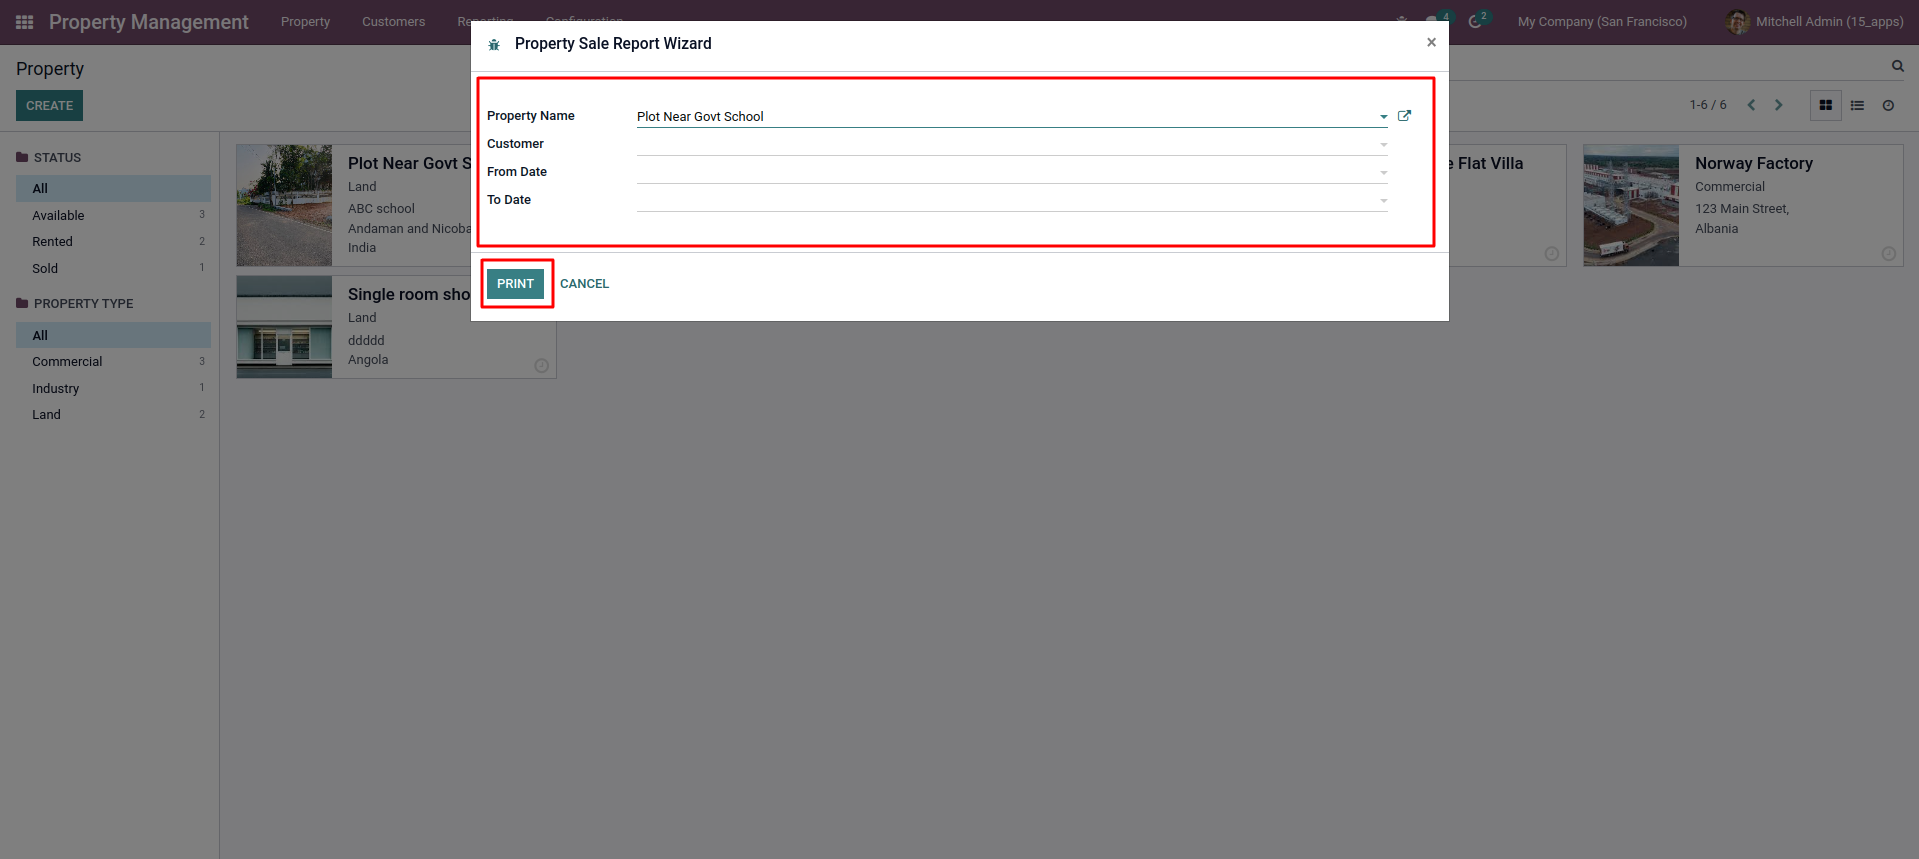 Property Management
Property
Customers
Reporting
Configuration
4
2
My Company (San Francisco)
Mitchell Admin (15_apps)
Property Sale Report Wizard
×
Property
CREATE
1-6 / 6
Property Name
Plot Near Govt School
Customer
From Date
To Date
PRINT
CANCEL
STATUS
All
Available 3
Rented 2
Sold 1
PROPERTY TYPE
All
Commercial 3
Industry 1
Land 2
Plot Near Govt S
Land
ABC school
Andaman and Nicoba
India
Single room sho
Land
ddddd
Angola
e Flat Villa
Norway Factory
Commercial
123 Main Street,
Albania